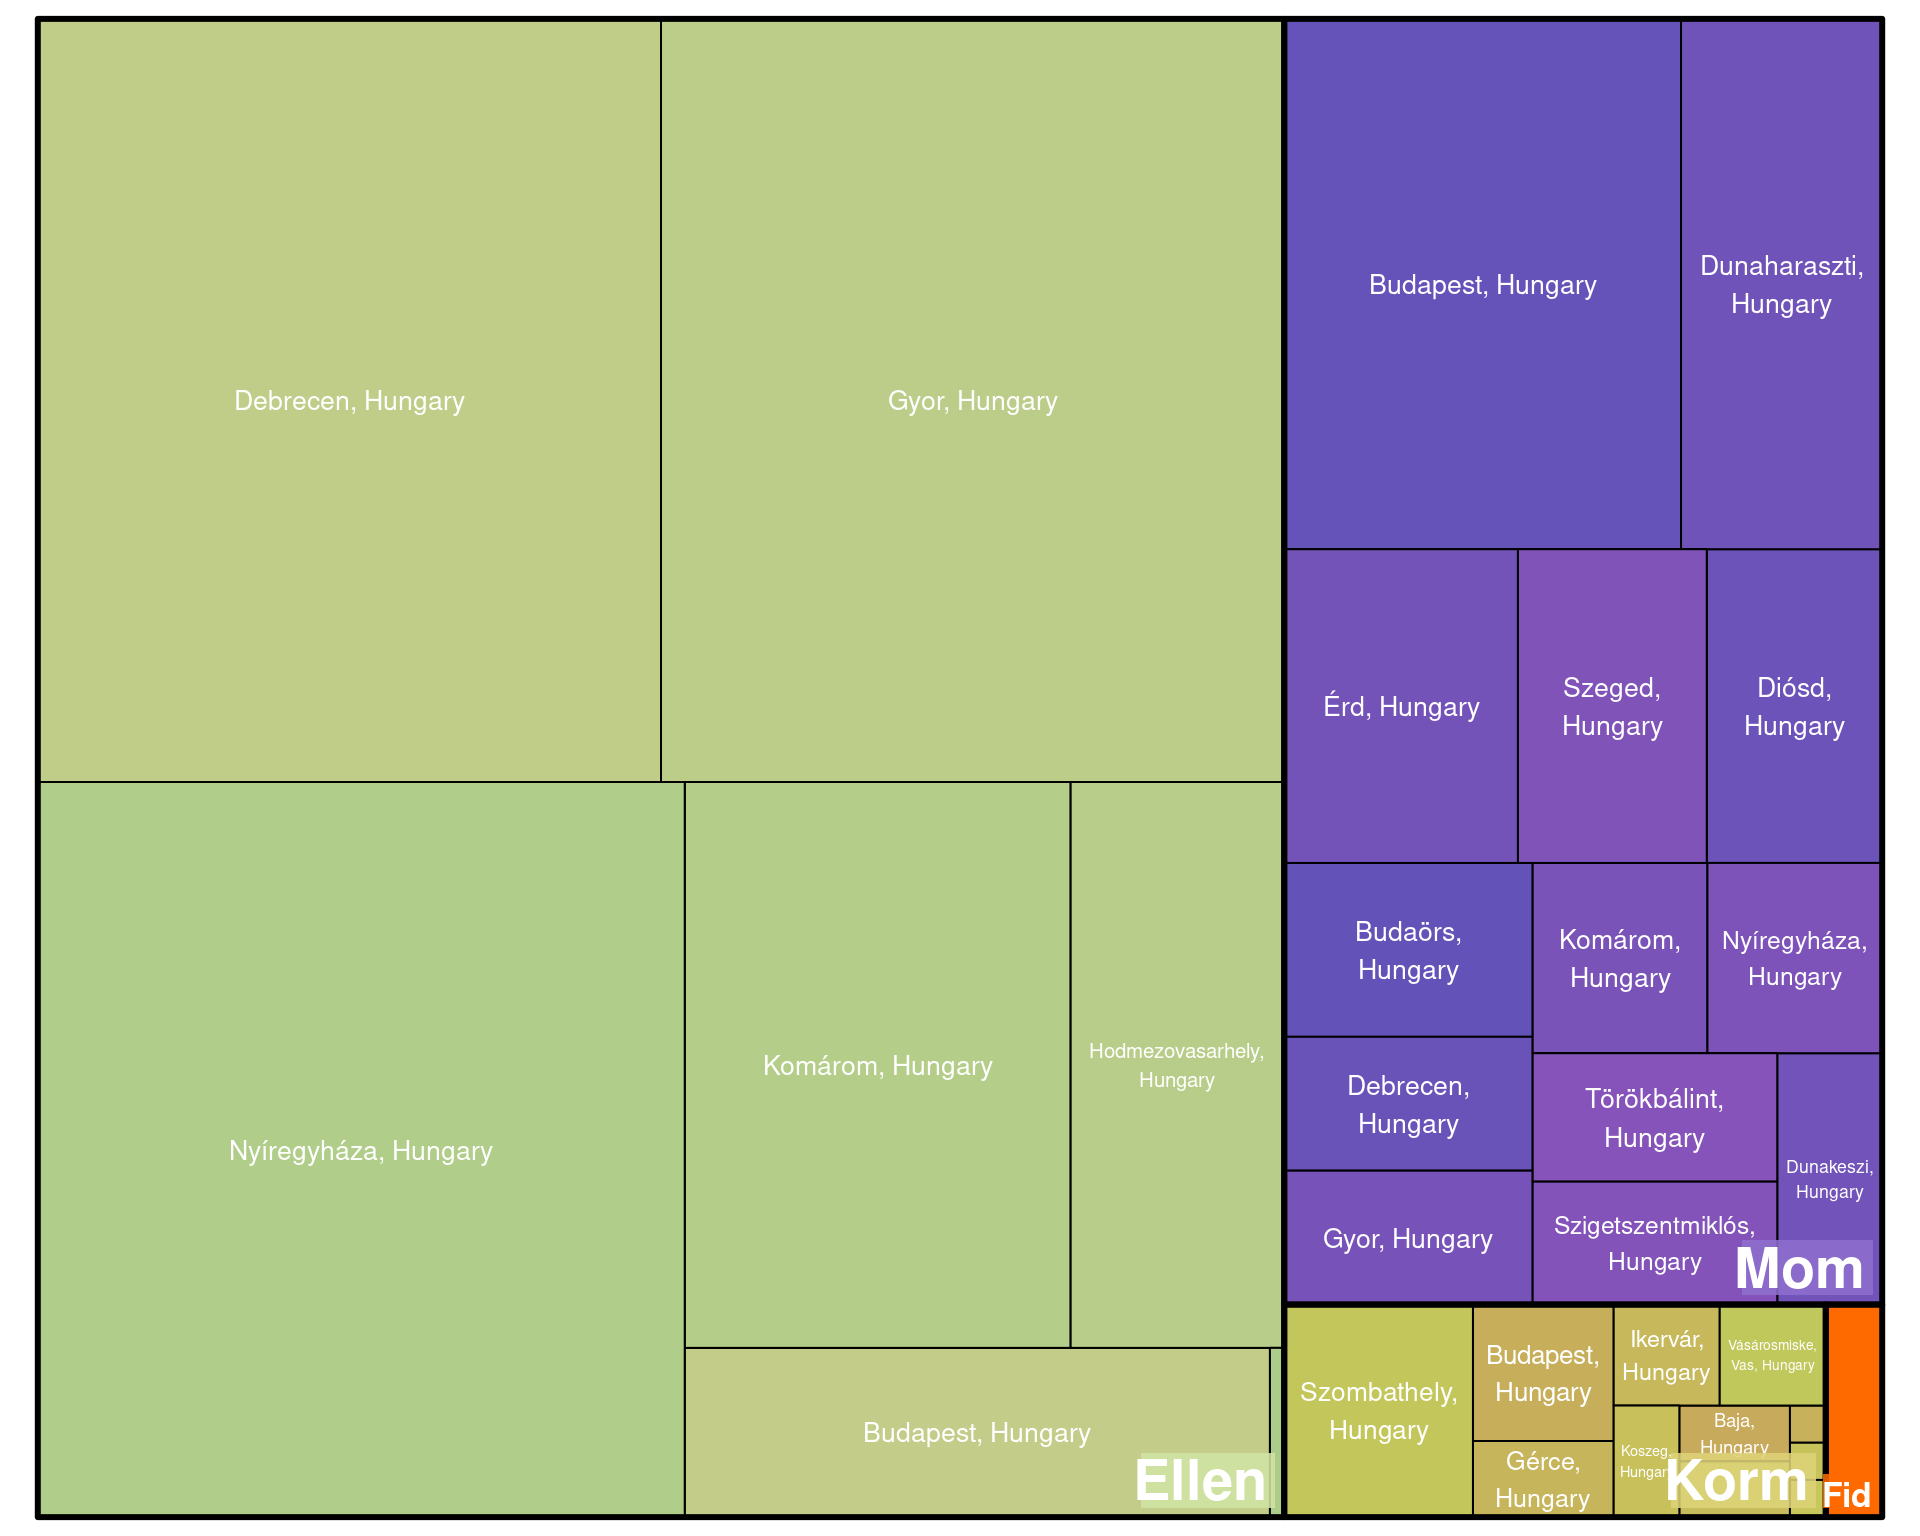 Debrecen, Hungary
Gyor, Hungary
Nyíregyháza, Hungary
Komárom, Hungary
Hodmezovasarhely,
Hungary
Budapest, Hungary
Ellen
Budapest, Hungary
Dunaharaszti,
Hungary
Érd, Hungary
Szeged,
Hungary
Diósd,
Hungary
Budaörs,
Hungary
Komárom,
Hungary
Nyíregyháza,
Hungary
Debrecen,
Hungary
Törökbálint,
Hungary
Dunakeszi,
Hungary
Gyor, Hungary
Szigetszentmiklós,
Hungary
Mom
Szombathely,
Hungary
Budapest,
Hungary
Ikervár,
Hungary
Vásárosmiske,
Vas, Hungary
Gérce,
Hungary
Koszeg,
Hungary
Baja,
Hungary
Korm
Fid